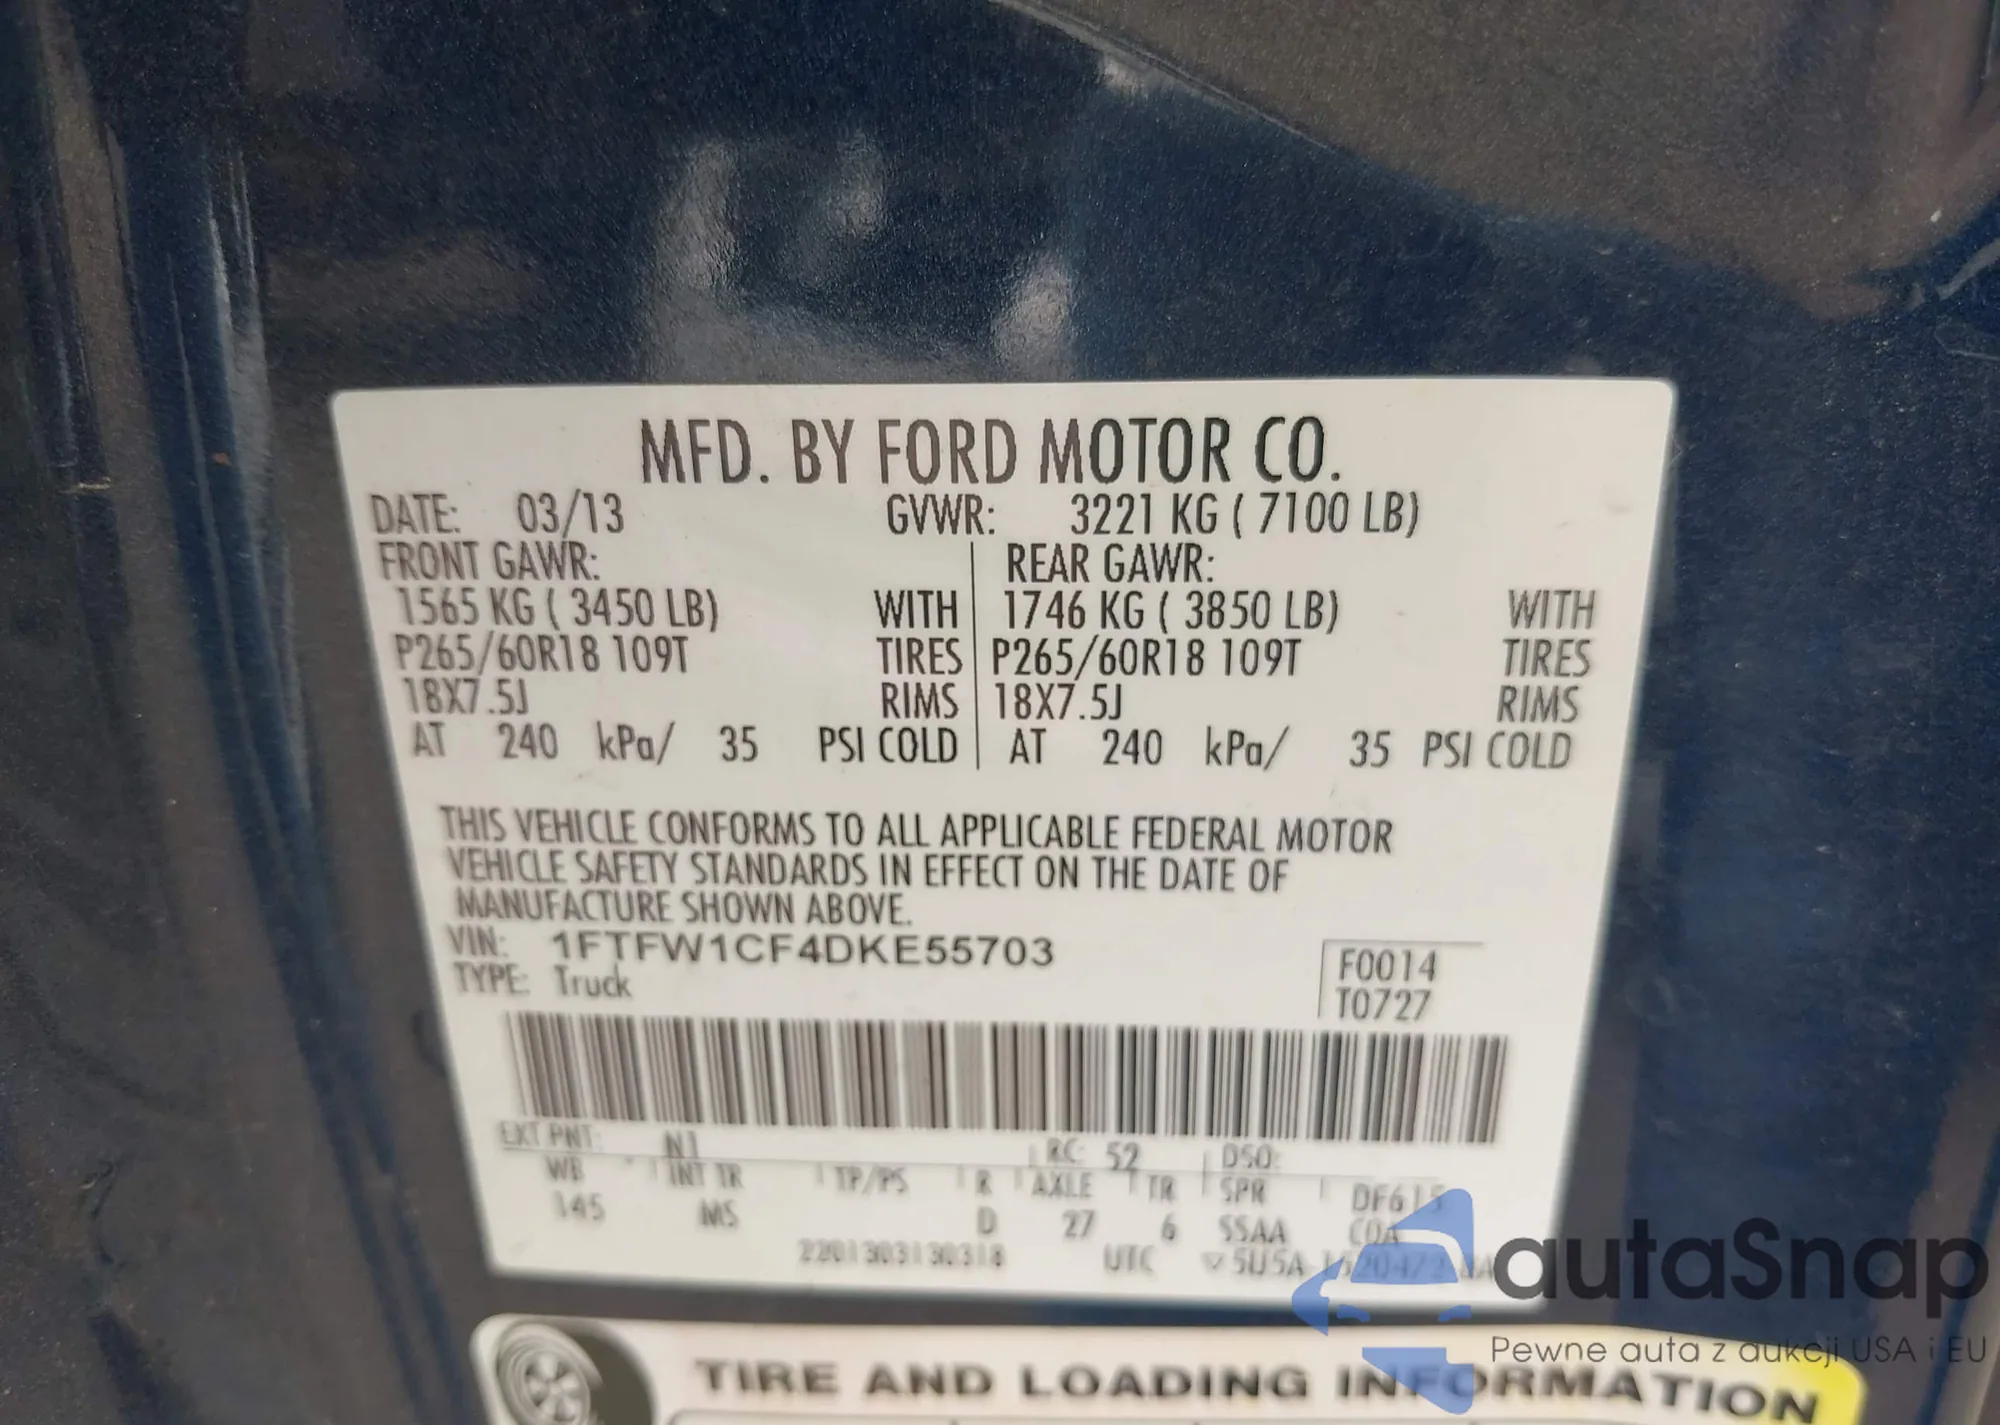 MFD. BY FORD MOTOR CO.
DATE: 03/13 GVWR: 3221 KG ( 7100 LB)
FRONT GAWR: REAR GAWR:
1565 KG ( 3450 LB) WITH 1746 KG ( 3850 LB) WITH
P265/60R18 109T TIRES P265/60R18 109T TIRES
18X7.5J RIMS 18X7.5J RIMS
AT 240 kPa/ 35 PSI COLD AT 240 kPa/ 35 PSI COLD
THIS VEHICLE CONFORMS TO ALL APPLICABLE FEDERAL MOTOR
VEHICLE SAFETY STANDARDS IN EFFECT ON THE DATE OF
MANUFACTURE SHOWN ABOVE.
VIN: 1FTFW1CF4DKE55703
TYPE: Truck
F0014
T0727
EXT PNT: N1 RC: 52 DSO:
WB INT TR TP/PS R AXLE TR SPR DF615
145 MS D 27 6 SSAA
2201303130318 UTC
autaSnap
Pewne auta z aukcji USA i EU
TIRE AND LOADING INFORMATION